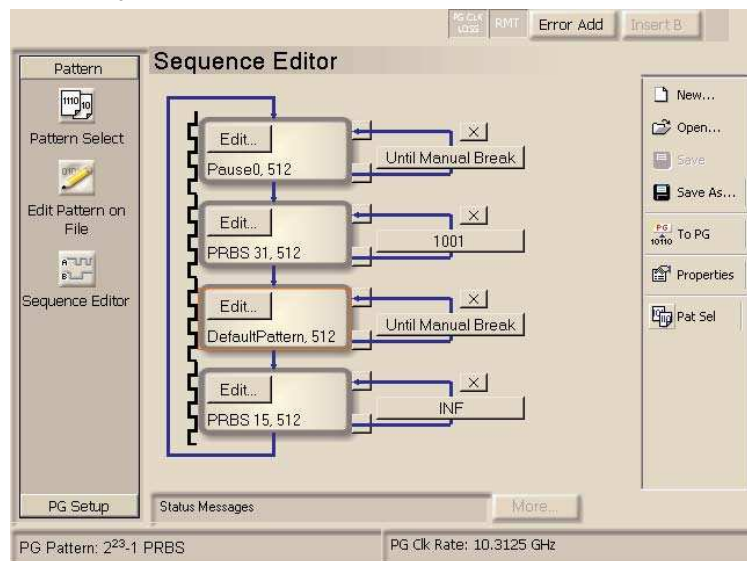 PG CLK LOSS
RMT
Error Add
Insert B
Pattern
Sequence Editor
1110
10
Pattern Select
Edit Pattern on
File
A
B
Sequence Editor
PG Setup
Edit...
Pause0, 512
X
Until Manual Break
Edit...
PRBS 31, 512
X
1001
Edit...
DefaultPattern, 512
X
Until Manual Break
Edit...
PRBS 15, 512
X
INF
New...
Open...
Save
Save As...
PG
To PG
Properties
Pat Sel
Status Messages
More...
PG Pattern: 2²³-1 PRBS
PG Clk Rate: 10.3125 GHz